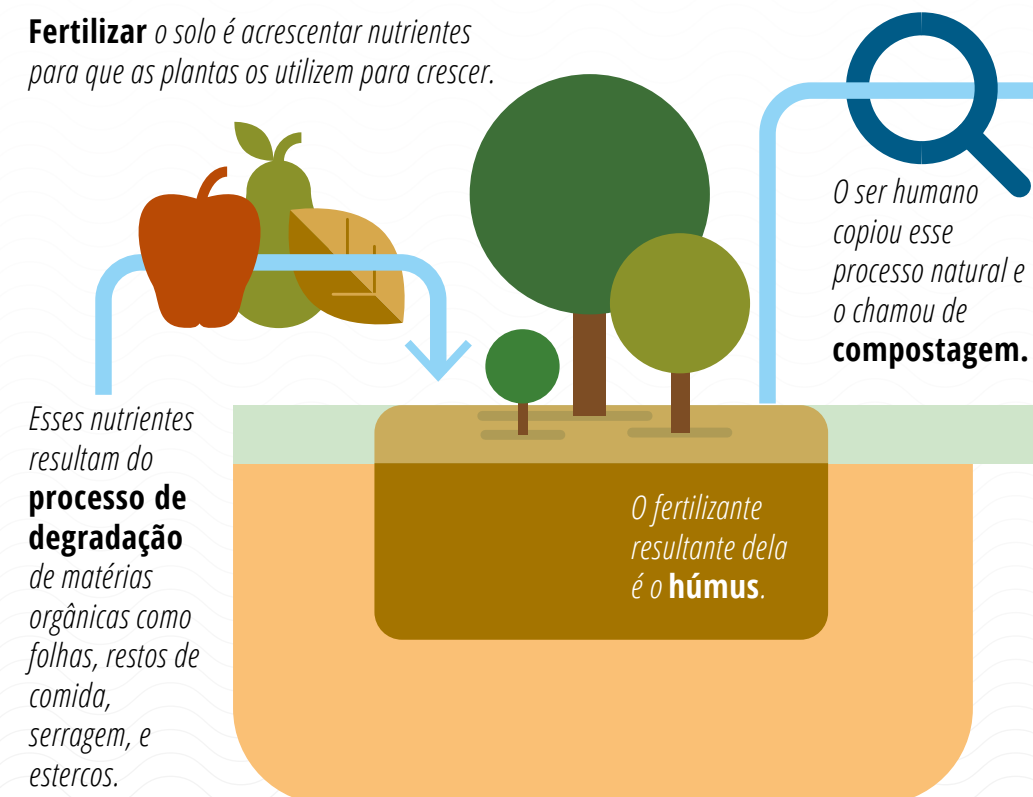 Fertilizar o solo é acrescentar nutrientes
para que as plantas os utilizem para crescer.
Esses nutrientes
resultam do
processo de
degradação
de matérias
orgânicas como
folhas, restos de
comida,
serragem, e
estercos.
O fertilizante
resultante dela
é o húmus.
O ser humano
copiou esse
processo natural e
o chamou de
compostagem.